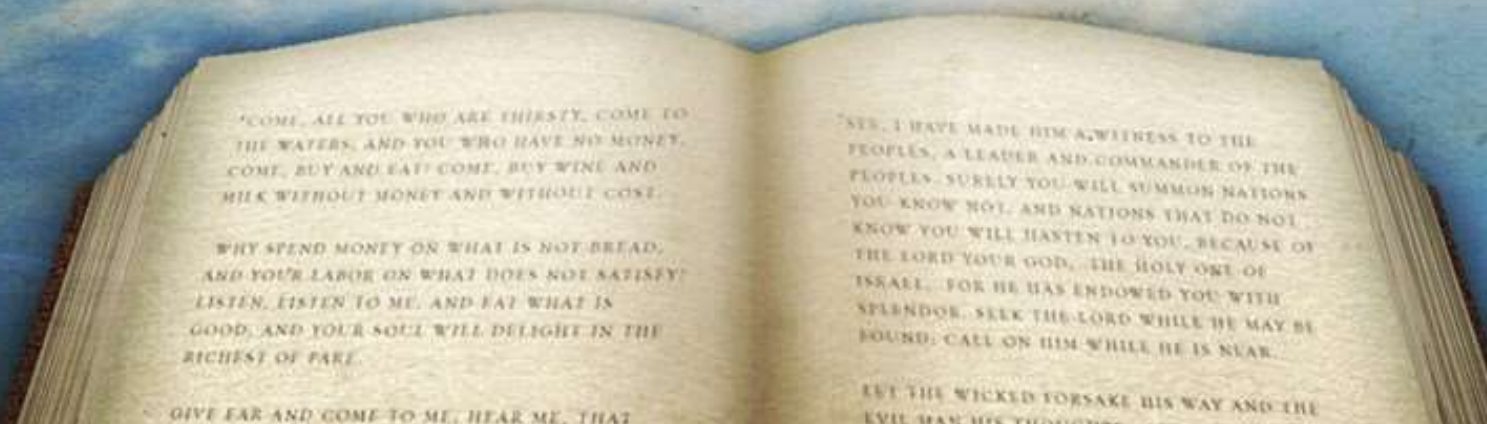 "COME, ALL YOU WHO ARE THIRSTY, COME TO
THE WATERS; AND YOU WHO HAVE NO MONEY,
COME, BUY AND EAT! COME, BUY WINE AND
MILK WITHOUT MONEY AND WITHOUT COST.
WHY SPEND MONEY ON WHAT IS NOT BREAD,
AND YOUR LABOR ON WHAT DOES NOT SATISFY?
LISTEN, LISTEN TO ME, AND EAT WHAT IS
GOOD, AND YOUR SOUL WILL DELIGHT IN THE
RICHEST OF FARE.
GIVE EAR AND COME TO ME; HEAR ME, THAT
"SEE, I HAVE MADE HIM A WITNESS TO THE
PEOPLES, A LEADER AND COMMANDER OF THE
PEOPLES. SURELY YOU WILL SUMMON NATIONS
YOU KNOW NOT, AND NATIONS THAT DO NOT
KNOW YOU WILL HASTEN TO YOU, BECAUSE OF
THE LORD YOUR GOD, THE HOLY ONE OF
ISRAEL, FOR HE HAS ENDOWED YOU WITH
SPLENDOR. SEEK THE LORD WHILE HE MAY BE
FOUND; CALL ON HIM WHILE HE IS NEAR.
LET THE WICKED FORSAKE HIS WAY AND THE
EVIL MAN HIS THOUGHTS